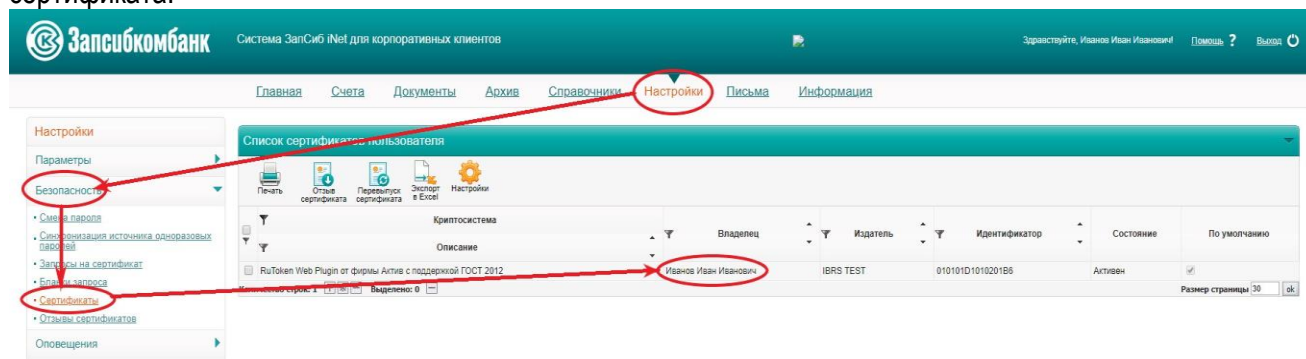 сертификата:
Запсибкомбанк
Система ЗапСиб iNet для корпоративных клиентов
Здравствуйте, Иванов Иван Иванович!
Помощь ?
Выход
Главная Счета Документы Архив Справочники Настройки Письма Информация
Настройки
Параметры
Безопасность
• Смена пароля
• Синхронизация источника одноразовых
паролей
• Запросы на сертификат
• Бланки запроса
• Сертификаты
• Отзывы сертификатов
Оповещения
Список сертификатов пользователя
Печать
Отзыв
сертификата
Перевыпуск
сертификата
Экспорт
в Excel
Настройки
Криптосистема
Описание
Владелец
Издатель
Идентификатор
Состояние
По умолчанию
RuToken Web Plugin от фирмы Актив с поддержкой ГОСТ 2012 Иванов Иван Иванович IBRS TEST 010101D1010201B6 Активен
Количество строк: 1 Выделено: 0 Размер страницы 30 ok